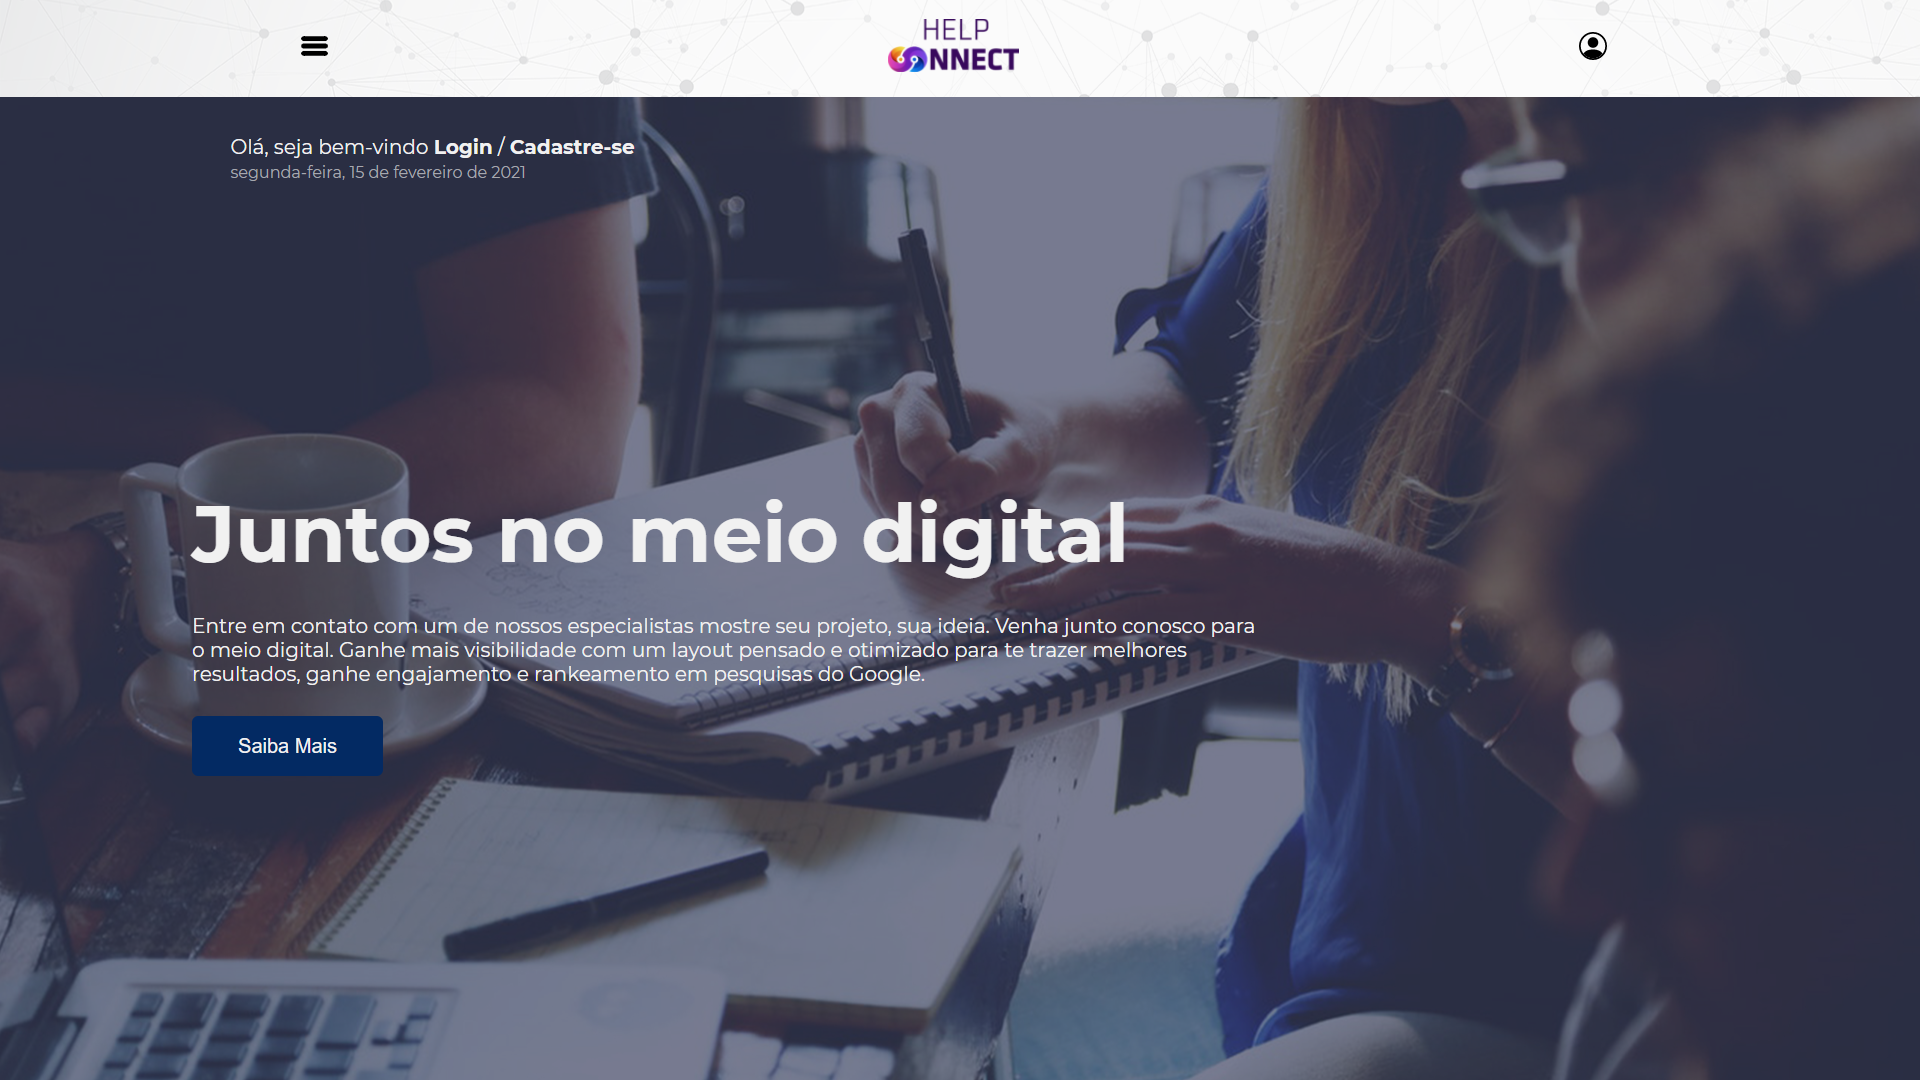 HELP
CONNECT
Olá, seja bem-vindo Login / Cadastre-se
segunda-feira, 15 de fevereiro de 2021
Juntos no meio digital
Entre em contato com um de nossos especialistas mostre seu projeto, sua ideia. Venha junto conosco para
o meio digital. Ganhe mais visibilidade com um layout pensado e otimizado para te trazer melhores
resultados, ganhe engajamento e rankeamento em pesquisas do Google.
Saiba Mais